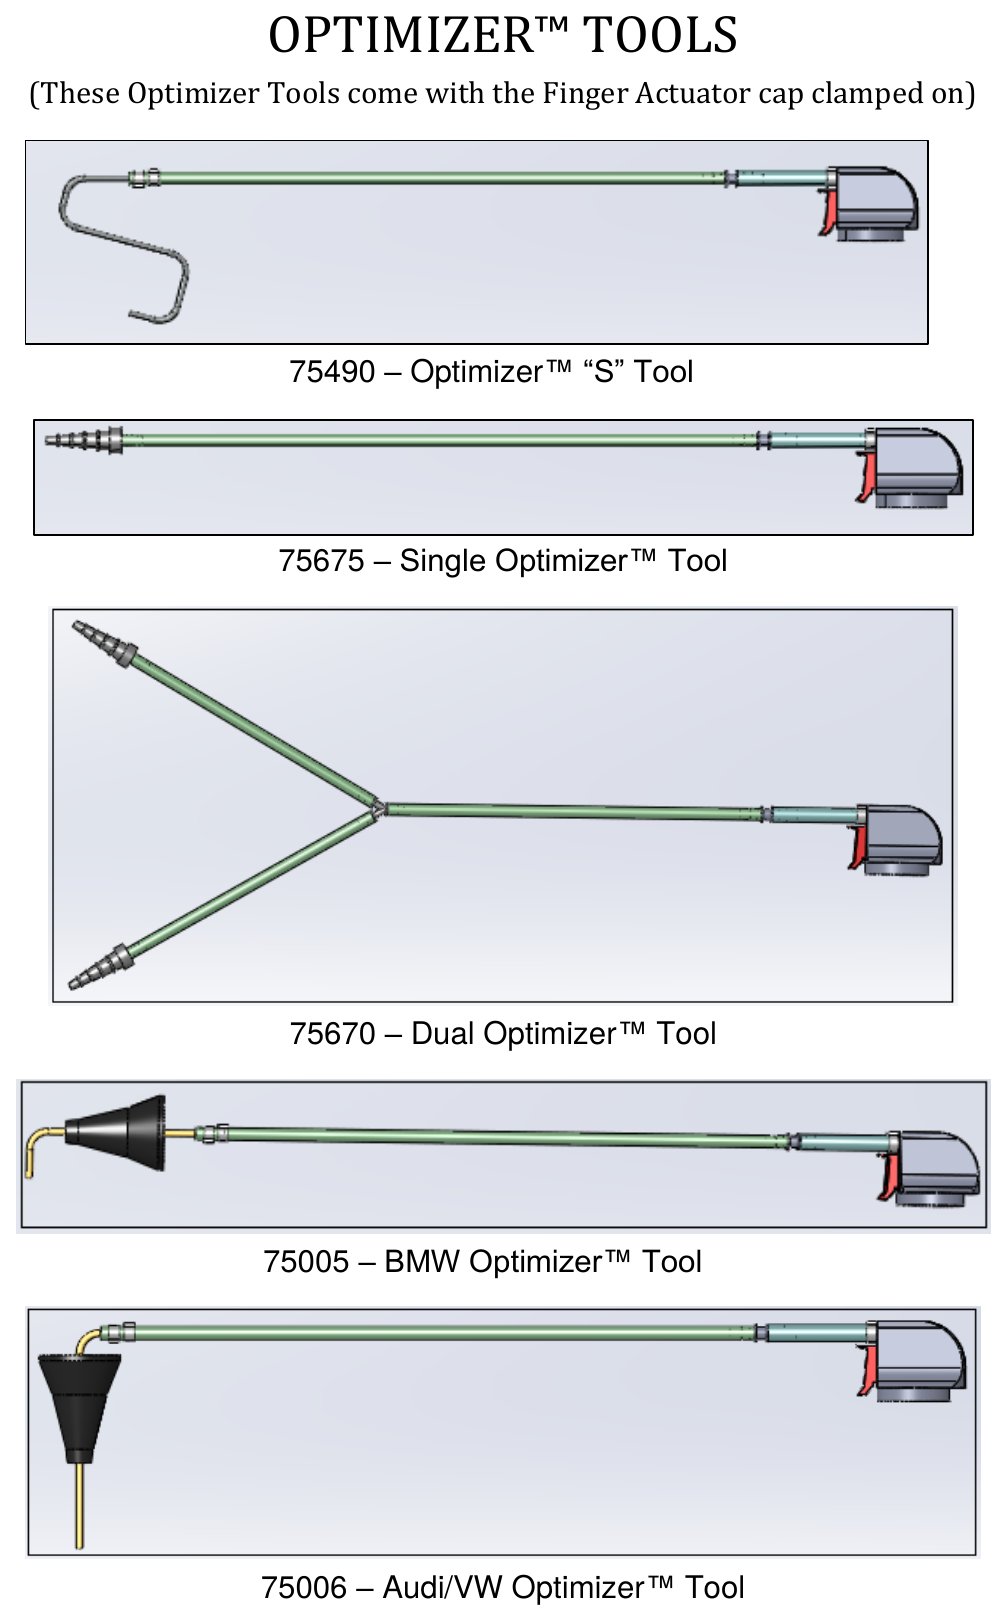 OPTIMIZER™ TOOLS
(These Optimizer Tools come with the Finger Actuator cap clamped on)
75490 – Optimizer™ “S” Tool
75675 – Single Optimizer™ Tool
75670 – Dual Optimizer™ Tool
75005 – BMW Optimizer™ Tool
75006 – Audi/VW Optimizer™ Tool